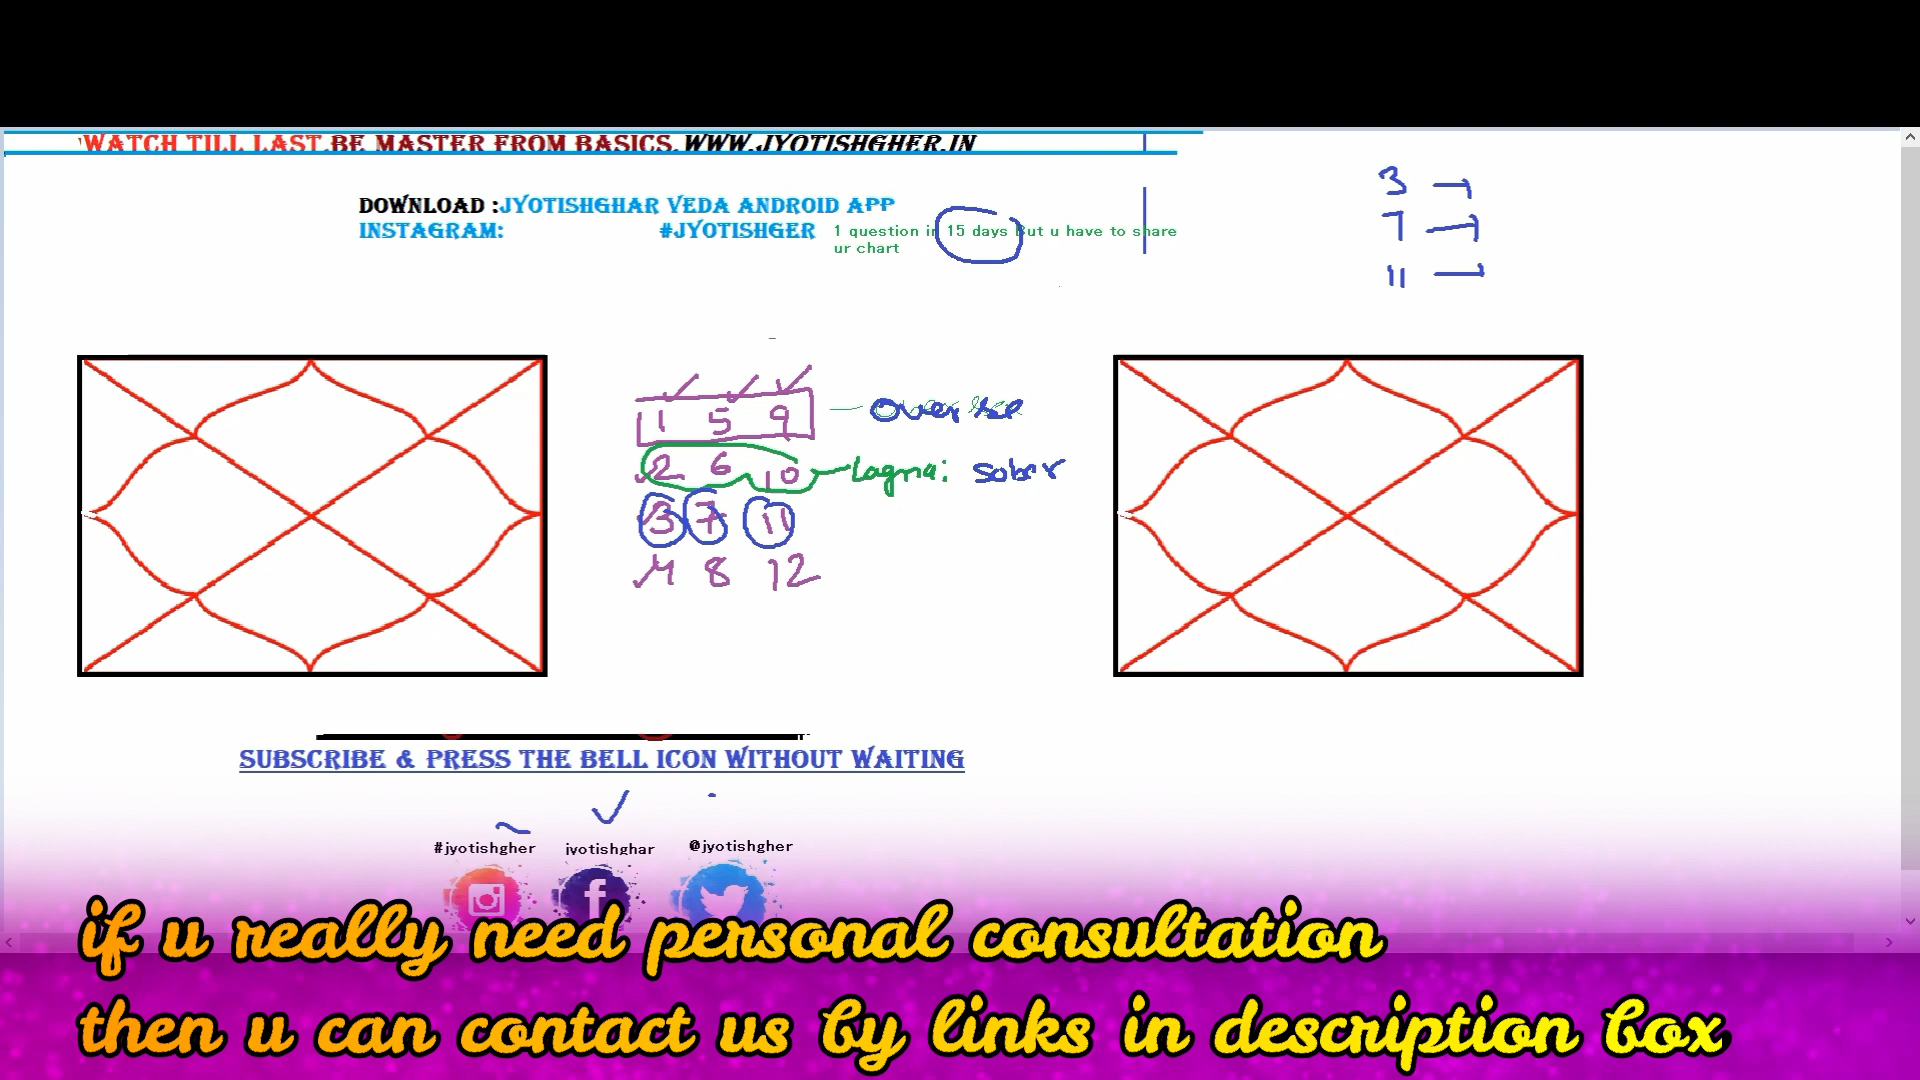 WATCH TILL LAST.BE MASTER FROM BASICS.WWW.JYOTISHGHER.IN
DOWNLOAD :JYOTISHGHAR VEDA ANDROID APP
INSTAGRAM: #JYOTISHGER
1 question in 15 days But u have to share
ur chart
3
7
11
1 5 9
2 6 10 Lagna: sober
3 7 11
4 8 12
SUBSCRIBE & PRESS THE BELL ICON WITHOUT WAITING
#jyotishgher jyotishghar @jyotishgher
if u really need personal consultation
then u can contact us by links in description box